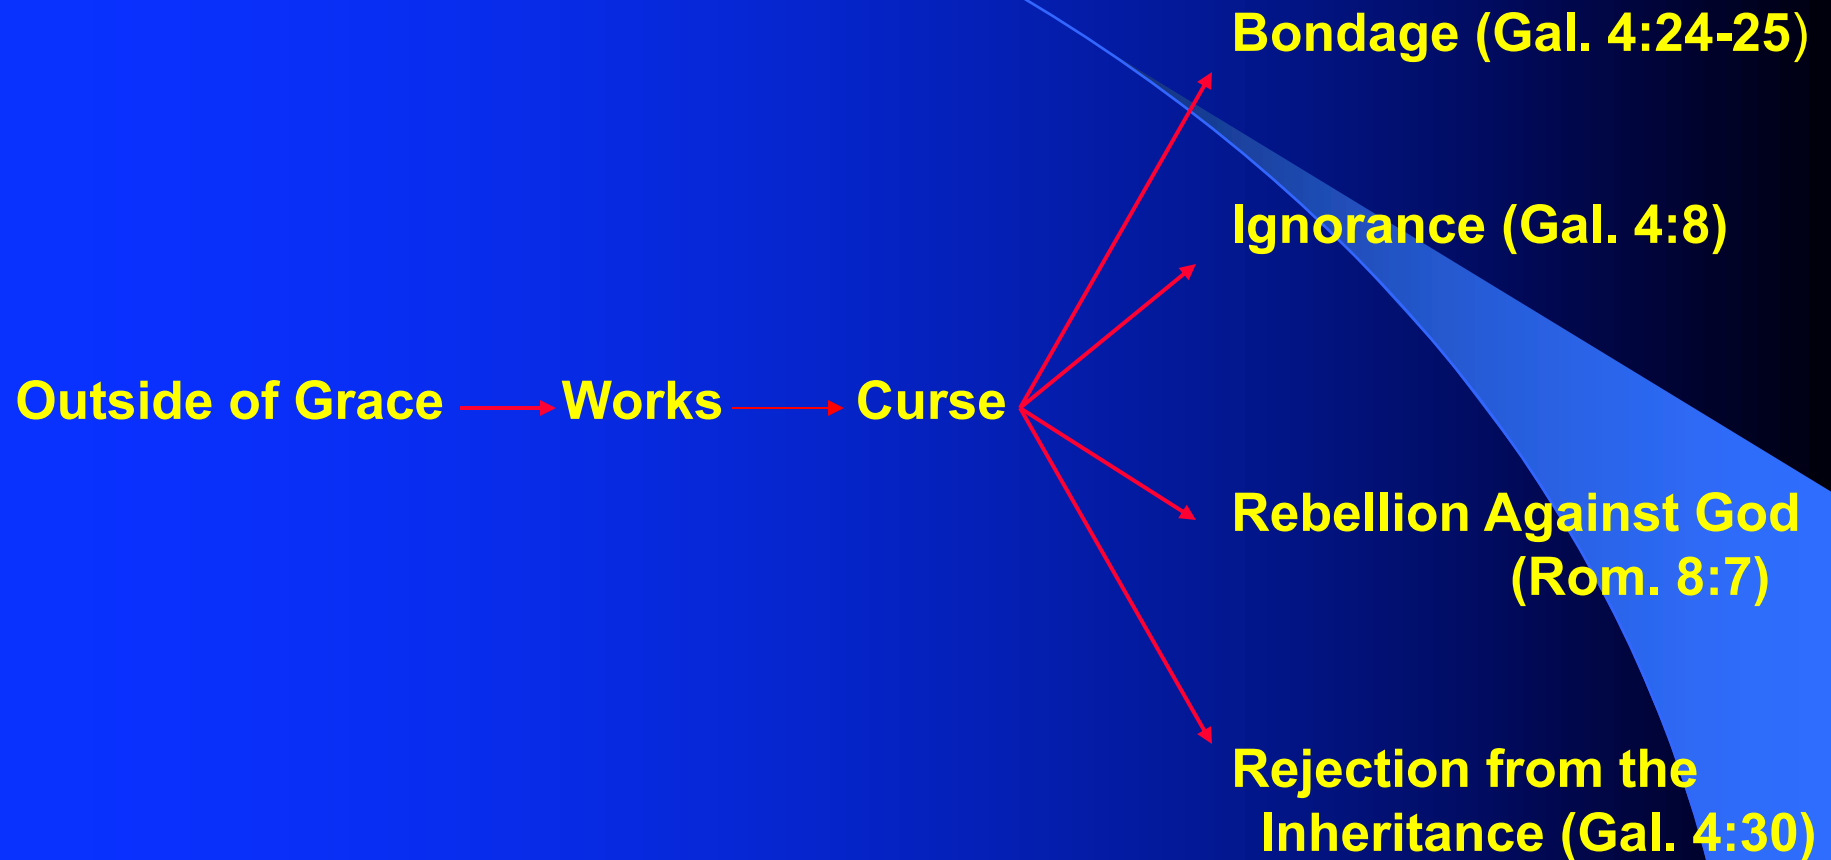 Bondage (Gal. 4:24-25)
Ignorance (Gal. 4:8)
Outside of Grace Works Curse
Rebellion Against God
(Rom. 8:7)
Rejection from the
Inheritance (Gal. 4:30)